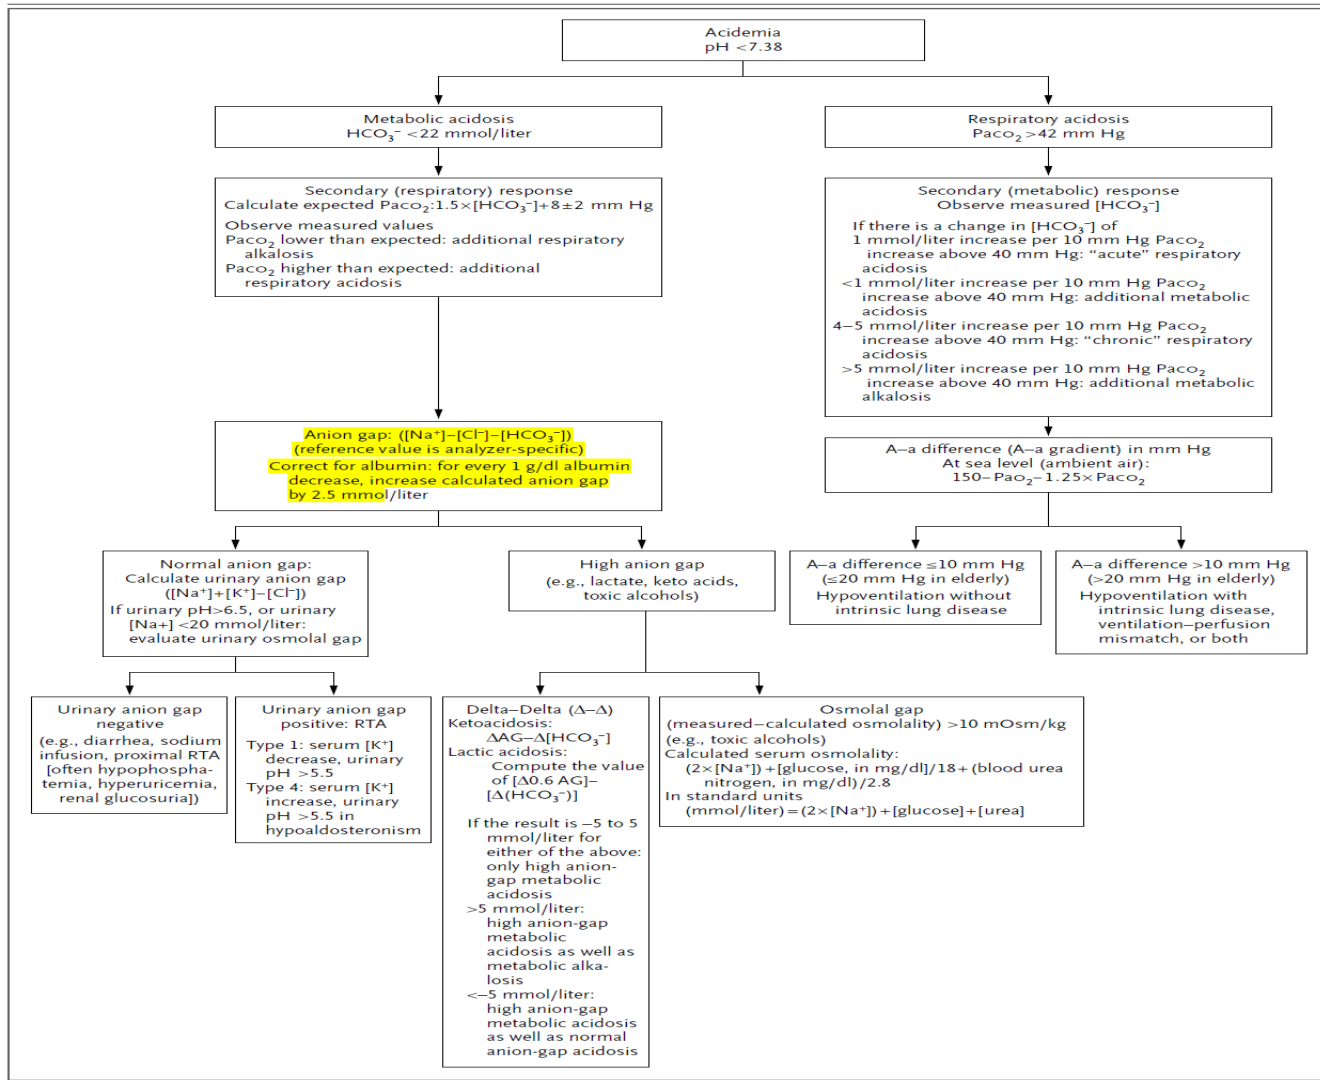 Acidemia
pH <7.38
Metabolic acidosis
HCO₃⁻ <22 mmol/liter
Respiratory acidosis
Paco₂ >42 mm Hg
Secondary (respiratory) response
Calculate expected Paco₂:1.5×[HCO₃⁻]+8±2 mm Hg
Observe measured values
Paco₂ lower than expected: additional respiratory
alkalosis
Paco₂ higher than expected: additional
respiratory acidosis
Secondary (metabolic) response
Observe measured [HCO₃⁻]
If there is a change in [HCO₃⁻] of
1 mmol/liter increase per 10 mm Hg Paco₂
increase above 40 mm Hg: “acute” respiratory
acidosis
<1 mmol/liter increase per 10 mm Hg Paco₂
increase above 40 mm Hg: additional metabolic
acidosis
4–5 mmol/liter increase per 10 mm Hg Paco₂
increase above 40 mm Hg: “chronic” respiratory
acidosis
>5 mmol/liter increase per 10 mm Hg Paco₂
increase above 40 mm Hg: additional metabolic
alkalosis
Anion gap: ([Na⁺]–[Cl⁻]–[HCO₃⁻])
(reference value is analyzer-specific)
Correct for albumin: for every 1 g/dl albumin
decrease, increase calculated anion gap
by 2.5 mmol/liter
A–a difference (A–a gradient) in mm Hg
At sea level (ambient air):
150–Pao₂–1.25×Paco₂
Normal anion gap:
Calculate urinary anion gap
([Na⁺]+[K⁺]–[Cl⁻])
If urinary pH>6.5, or urinary
[Na+] <20 mmol/liter:
evaluate urinary osmolal gap
High anion gap
(e.g., lactate, keto acids,
toxic alcohols)
A–a difference ≤10 mm Hg
(≤20 mm Hg in elderly)
Hypoventilation without
intrinsic lung disease
A–a difference >10 mm Hg
(>20 mm Hg in elderly)
Hypoventilation with
intrinsic lung disease,
ventilation–perfusion
mismatch, or both
Urinary anion gap
negative
(e.g., diarrhea, sodium
infusion, proximal RTA
[often hypophospha-
temia, hyperuricemia,
renal glucosuria])
Urinary anion gap
positive: RTA
Type 1: serum [K⁺]
decrease, urinary
pH >5.5
Type 4: serum [K⁺]
increase, urinary
pH >5.5 in
hypoaldosteronism
Delta–Delta (Δ–Δ)
Ketoacidosis:
ΔAG–Δ[HCO₃⁻]
Lactic acidosis:
Compute the value
of [Δ0.6 AG]–
[Δ(HCO₃⁻)]
If the result is –5 to 5
mmol/liter for
either of the above:
only high anion-
gap metabolic
acidosis
>5 mmol/liter:
high anion-gap
metabolic
acidosis as well as
metabolic alka-
losis
<–5 mmol/liter:
high anion-gap
metabolic acidosis
as well as normal
anion-gap acidosis
Osmolal gap
(measured–calculated osmolality) >10 mOsm/kg
(e.g., toxic alcohols)
Calculated serum osmolality:
(2×[Na⁺])+[glucose, in mg/dl]/18+(blood urea
nitrogen, in mg/dl)/2.8
In standard units
(mmol/liter)=(2×[Na⁺])+[glucose]+[urea]